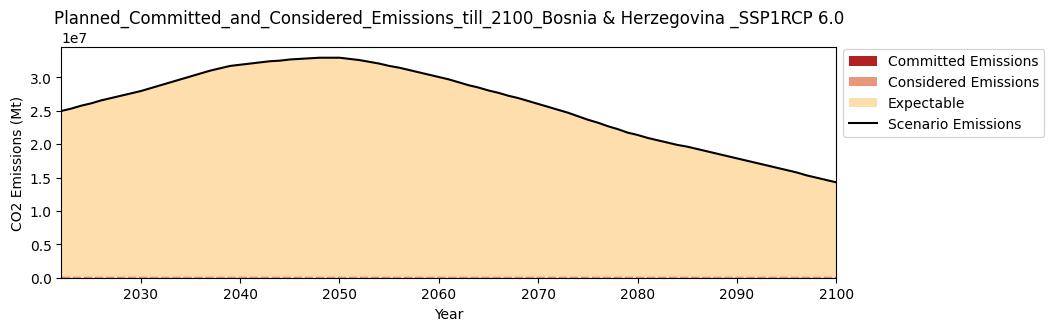 Planned_Committed_and_Considered_Emissions_till_2100_Bosnia & Herzegovina _SSP1RCP 6.0
1e7
3.0
2.5
2.0
1.5
1.0
0.5
0.0
CO2 Emissions (Mt)
2030 2040 2050 2060 2070 2080 2090 2100
Year
Committed Emissions
Considered Emissions
Expectable
Scenario Emissions